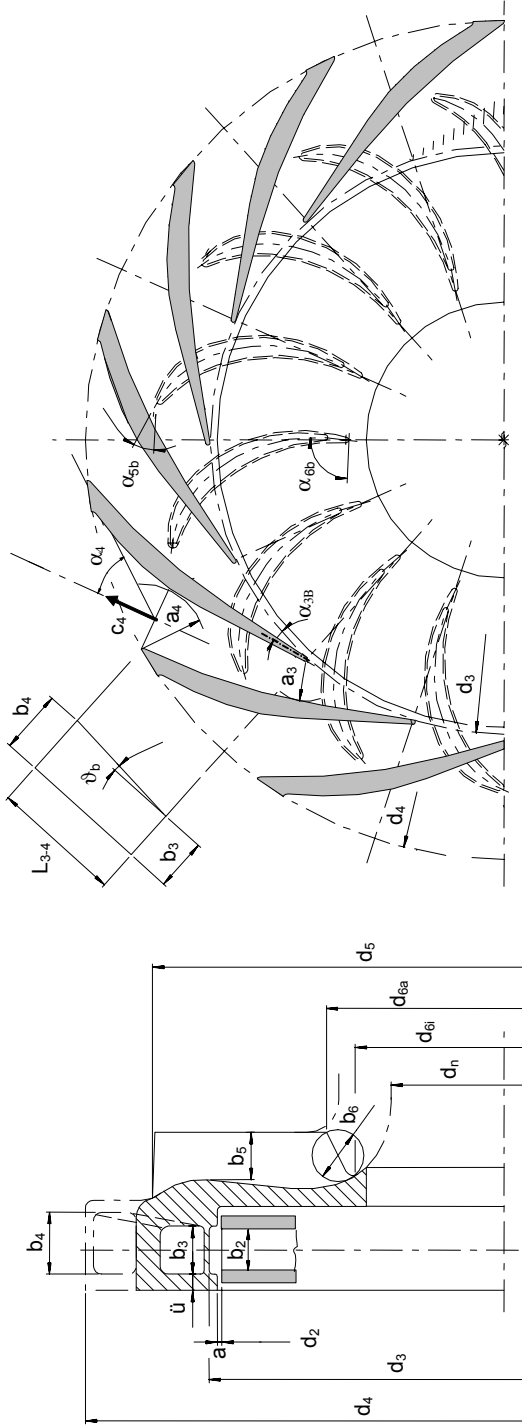 b4
L3-4
ϑb
b3
c4
α4
a4
α5b
α6b
α3B
a3
d3
d4
b4
b3
b2
b5
b6
ü
a
d2
d3
d4
d5
d6a
d6i
dn